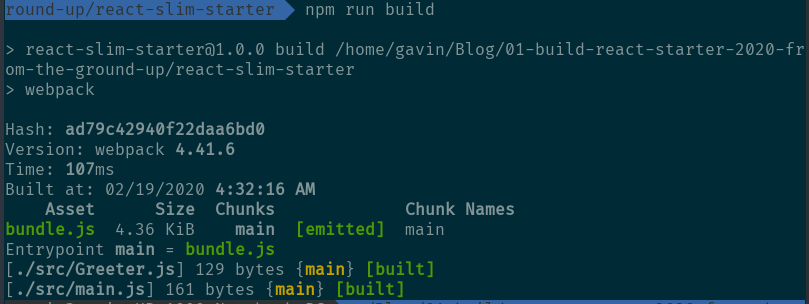 round-up/react-slim-starter npm run build
> react-slim-starter@1.0.0 build /home/gavin/Blog/01-build-react-starter-2020-fr
om-the-ground-up/react-slim-starter
> webpack
Hash: ad79c42940f22daa6bd0
Version: webpack 4.41.6
Time: 107ms
Built at: 02/19/2020 4:32:16 AM
Asset Size Chunks Chunk Names
bundle.js 4.36 KiB main [emitted] main
Entrypoint main = bundle.js
[./src/Greeter.js] 129 bytes {main} [built]
[./src/main.js] 161 bytes {main} [built]